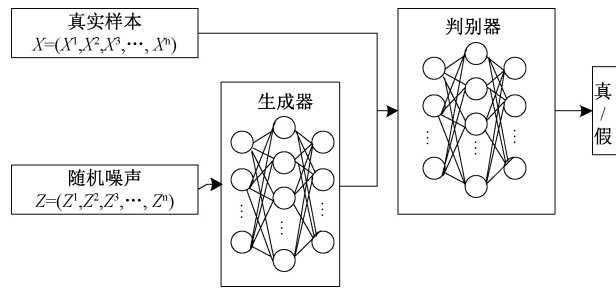 真实样本
X=(X¹,X²,X³,···, Xⁿ)
生成器
随机噪声
Z=(Z¹,Z²,Z³,···, Zⁿ)
判别器
真
/
假